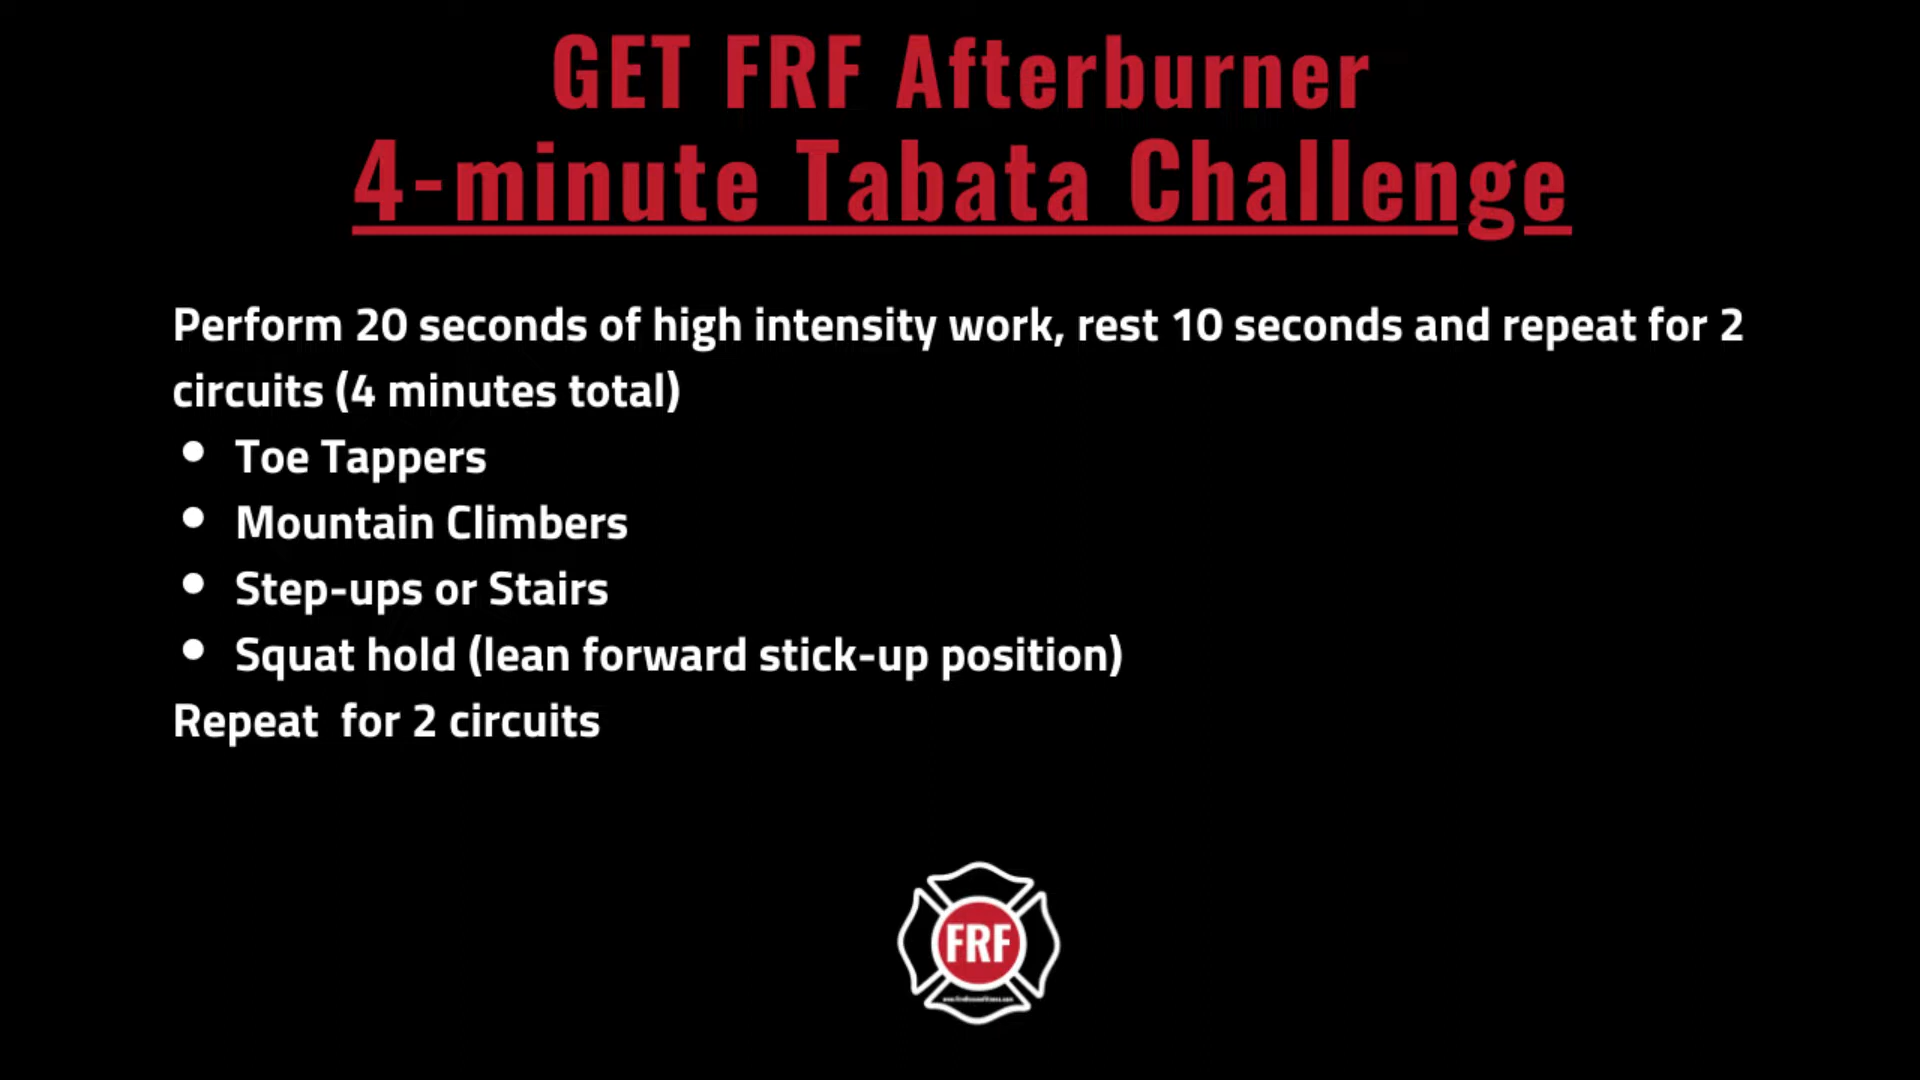 GET FRF Afterburner
4-minute Tabata Challenge
Perform 20 seconds of high intensity work, rest 10 seconds and repeat for 2
circuits (4 minutes total)
• Toe Tappers
• Mountain Climbers
• Step-ups or Stairs
• Squat hold (lean forward stick-up position)
Repeat  for 2 circuits
FRF